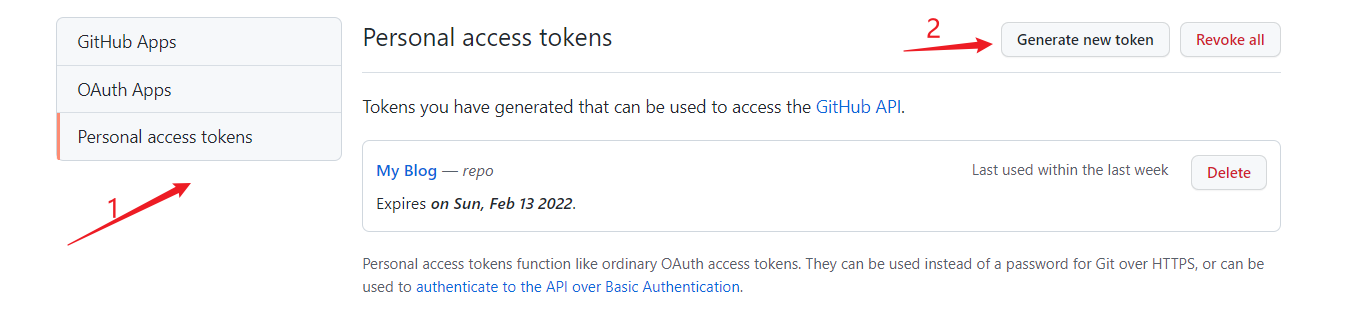 GitHub Apps
OAuth Apps
Personal access tokens
1
Personal access tokens
2
Generate new token
Revoke all
Tokens you have generated that can be used to access the GitHub API.
My Blog — repo
Last used within the last week
Delete
Expires on Sun, Feb 13 2022.
Personal access tokens function like ordinary OAuth access tokens. They can be used instead of a password for Git over HTTPS, or can be
used to authenticate to the API over Basic Authentication.